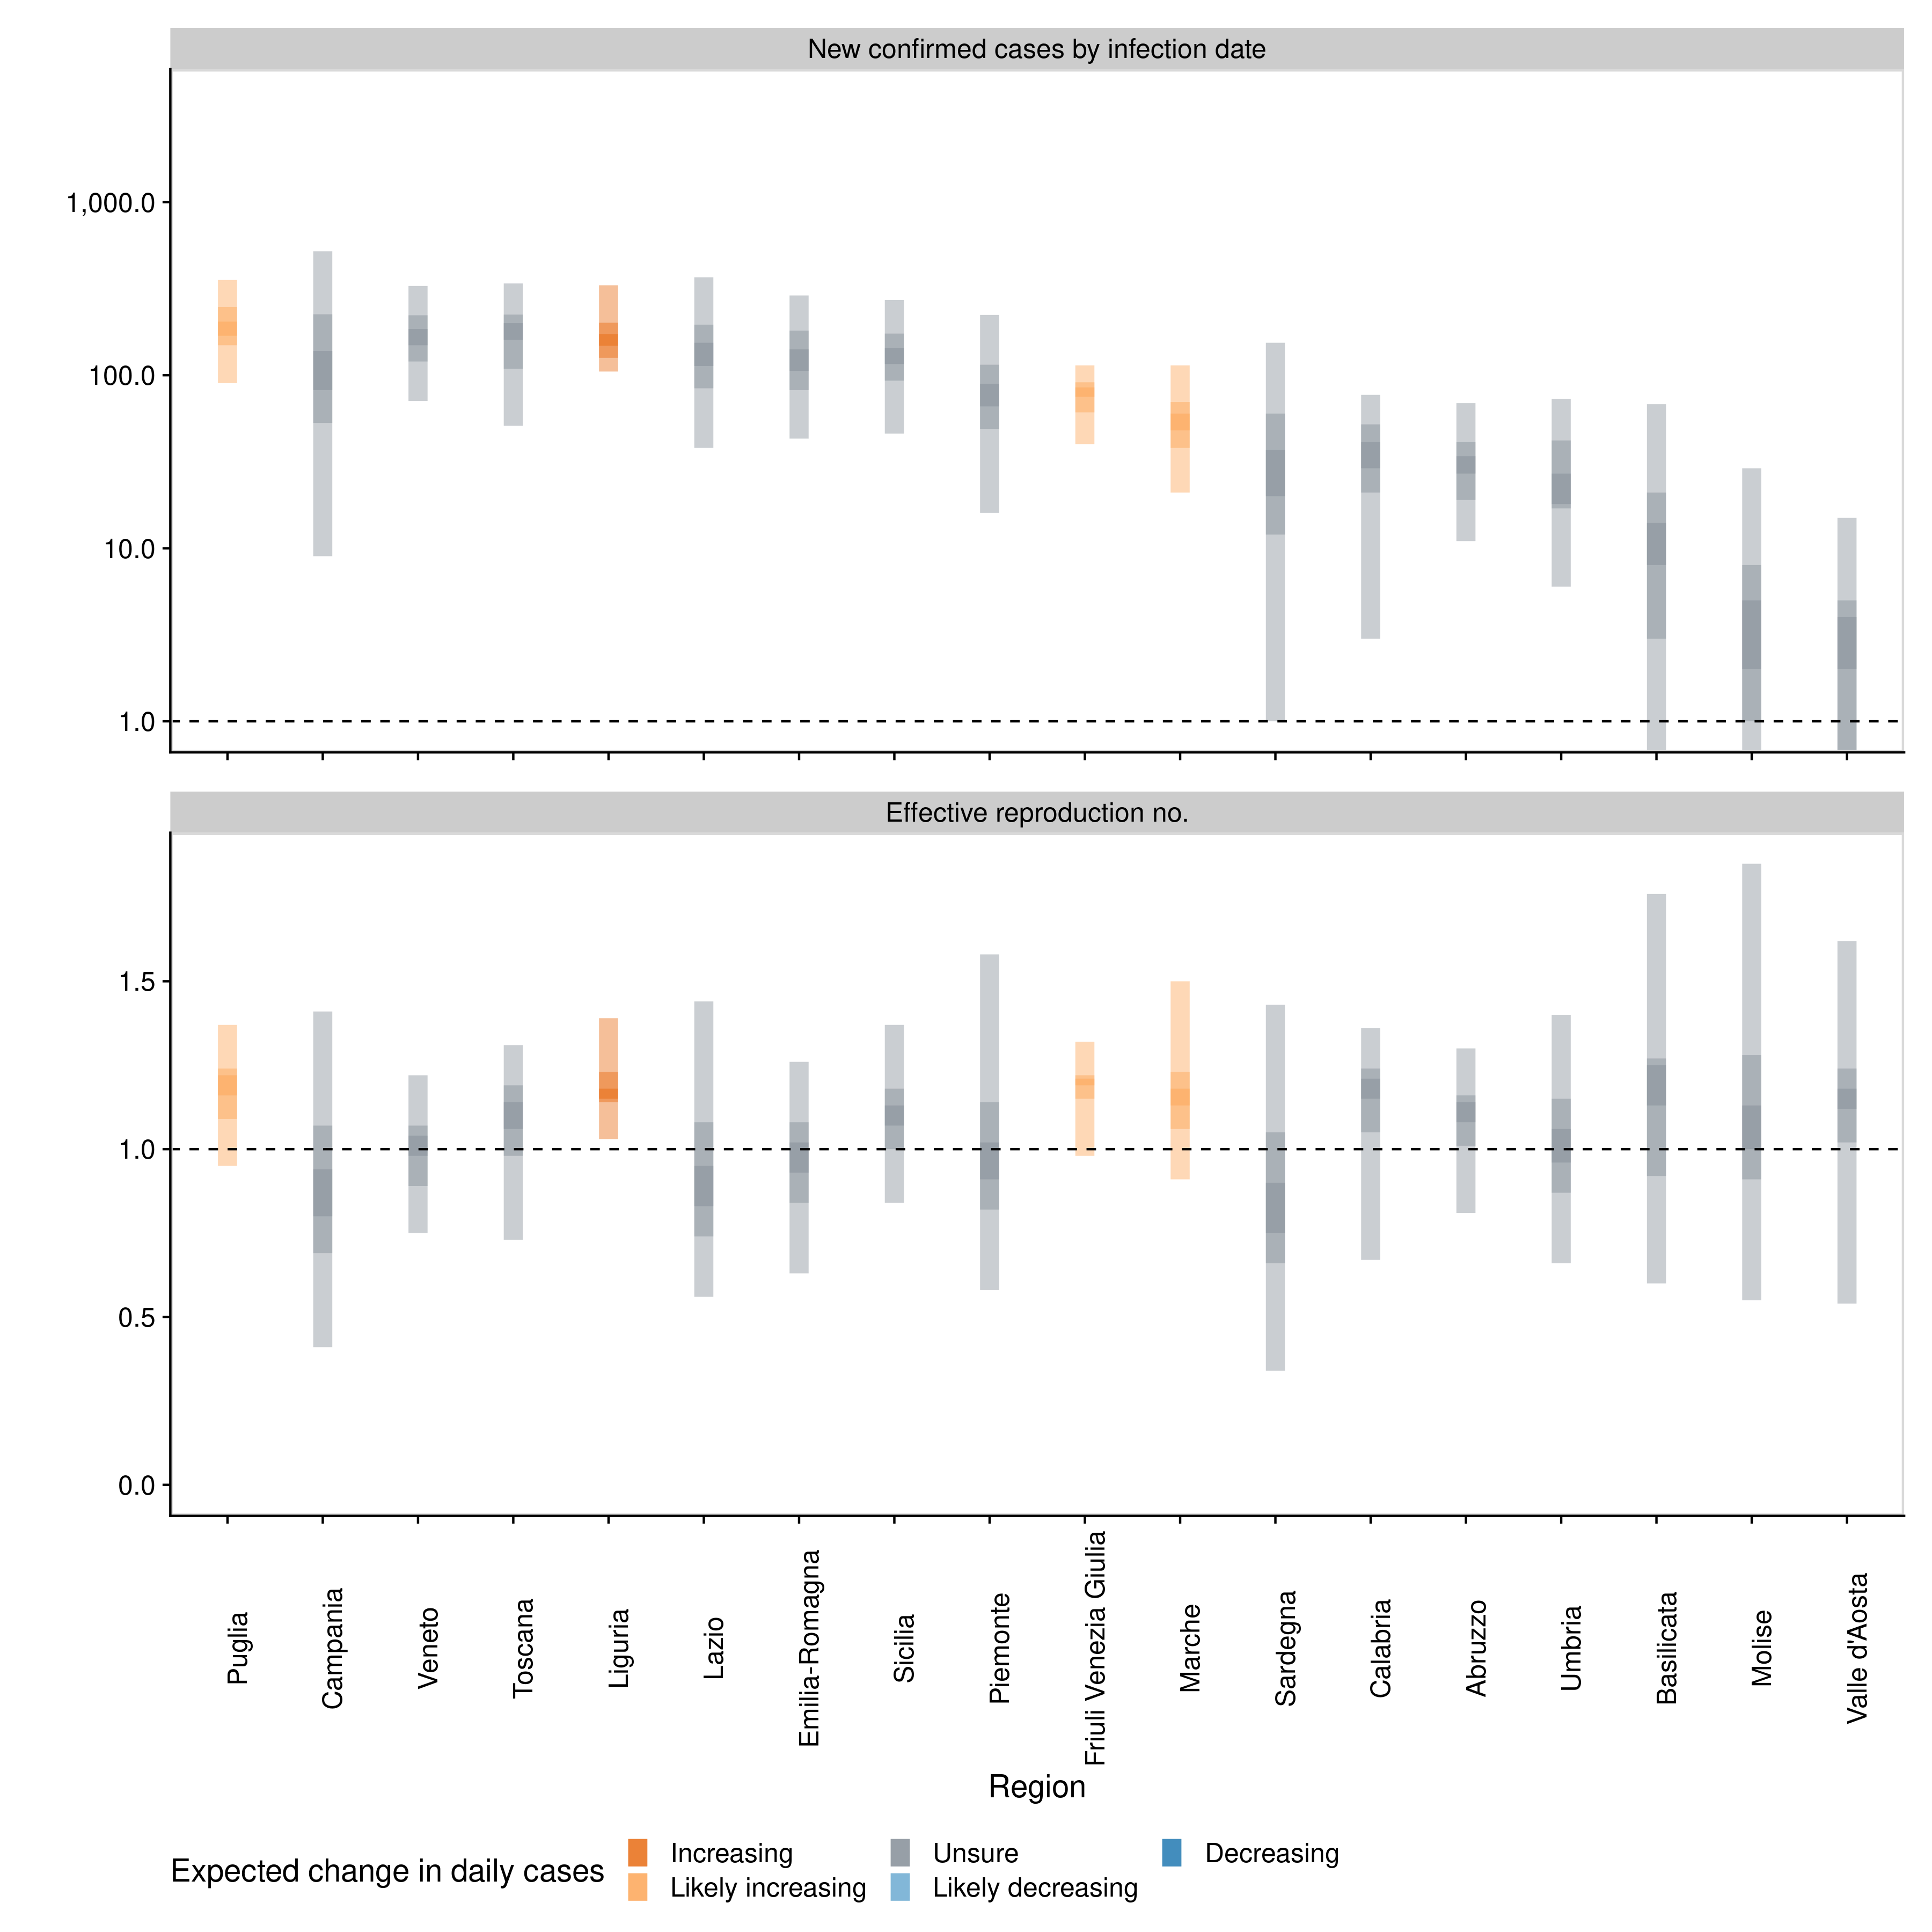 New confirmed cases by infection date
1,000.0
100.0
10.0
1.0
Effective reproduction no.
1.5
1.0
0.5
0.0
Puglia
Campania
Veneto
Toscana
Liguria
Lazio
Emilia-Romagna
Sicilia
Piemonte
Friuli Venezia Giulia
Marche
Sardegna
Calabria
Abruzzo
Umbria
Basilicata
Molise
Valle d'Aosta
Region
Expected change in daily cases
Increasing
Unsure
Decreasing
Likely increasing
Likely decreasing